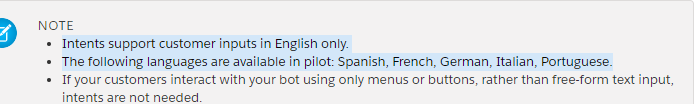 NOTE
• Intents support customer inputs in English only.
• The following languages are available in pilot: Spanish, French, German, Italian, Portuguese.
• If your customers interact with your bot using only menus or buttons, rather than free-form text input,
intents are not needed.